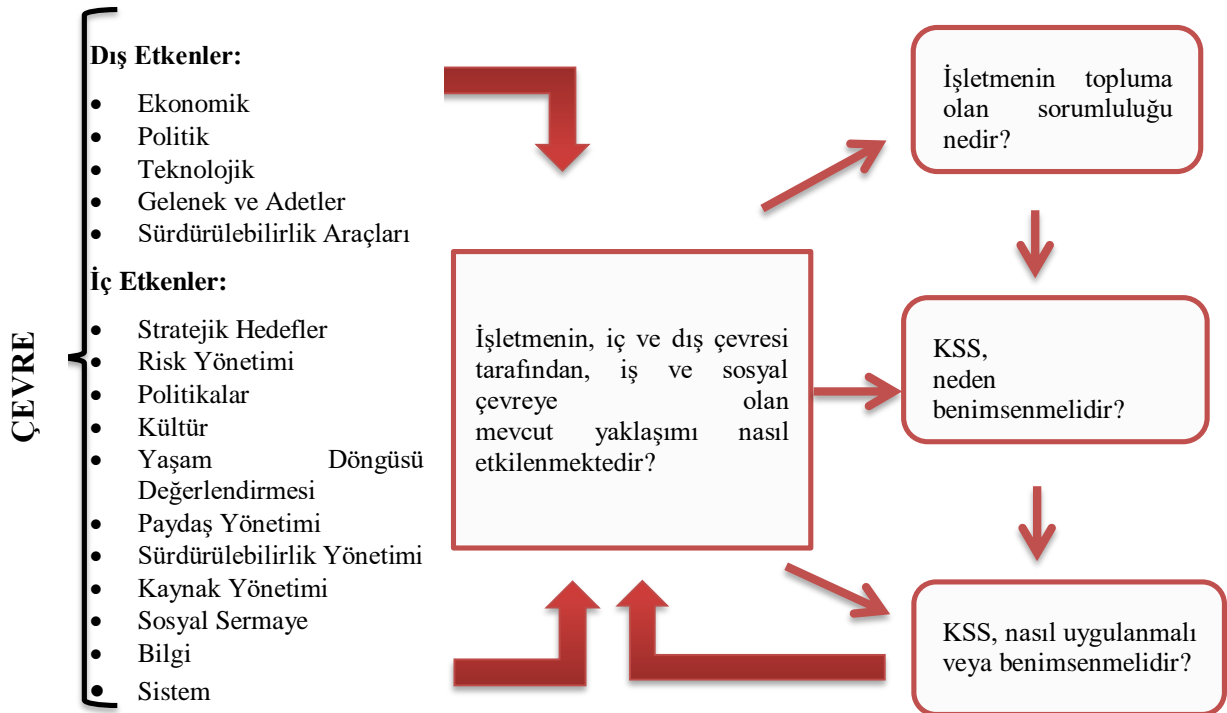 ÇEVRE
Dış Etkenler:
• Ekonomik
• Politik
• Teknolojik
• Gelenek ve Adetler
• Sürdürülebilirlik Araçları
İç Etkenler:
• Stratejik Hedefler
• Risk Yönetimi
• Politikalar
• Kültür
• Yaşam Döngüsü
Değerlendirmesi
• Paydaş Yönetimi
• Sürdürülebilirlik Yönetimi
• Kaynak Yönetimi
• Sosyal Sermaye
• Bilgi
• Sistem
İşletmenin, iç ve dış çevresi
tarafından, iş ve sosyal
çevreye olan
mevcut yaklaşımı nasıl
etkilenmektedir?
İşletmenin topluma
olan sorumluluğu
nedir?
KSS,
neden
benimsenmelidir?
KSS, nasıl uygulanmalı
veya benimsenmelidir?